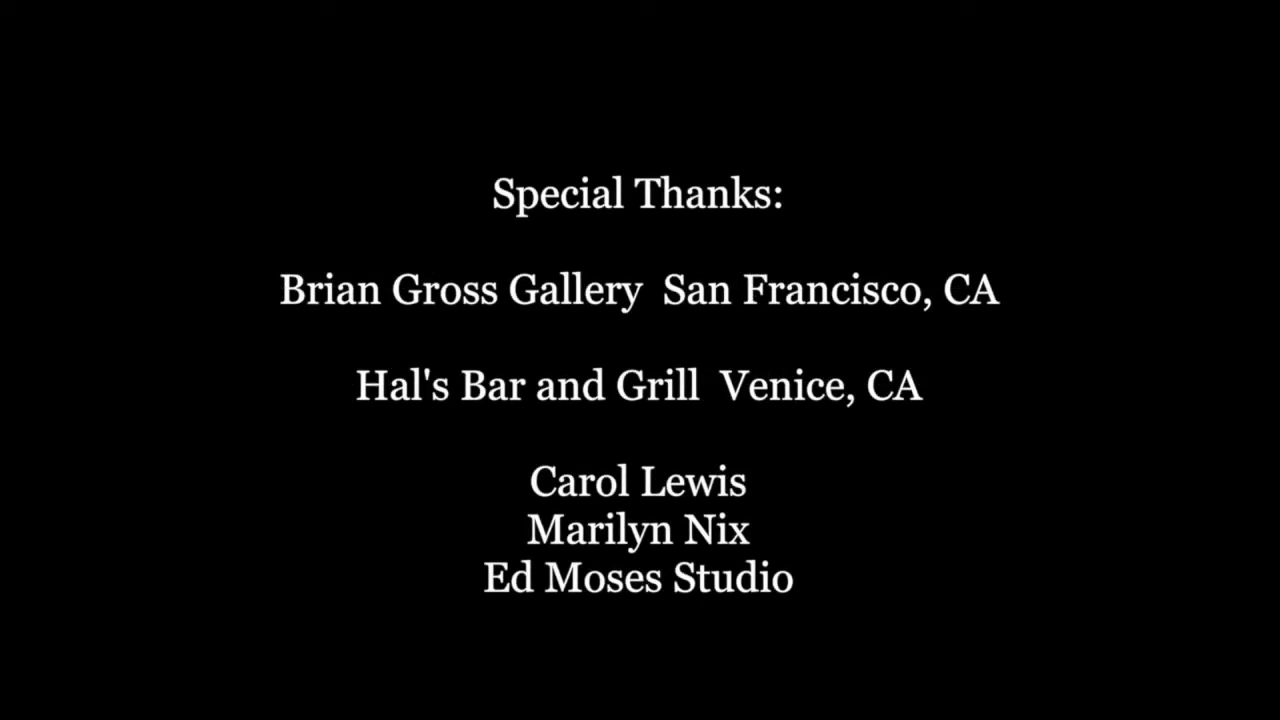 Special Thanks:
Brian Gross Gallery  San Francisco, CA
Hal's Bar and Grill  Venice, CA
Carol Lewis
Marilyn Nix
Ed Moses Studio